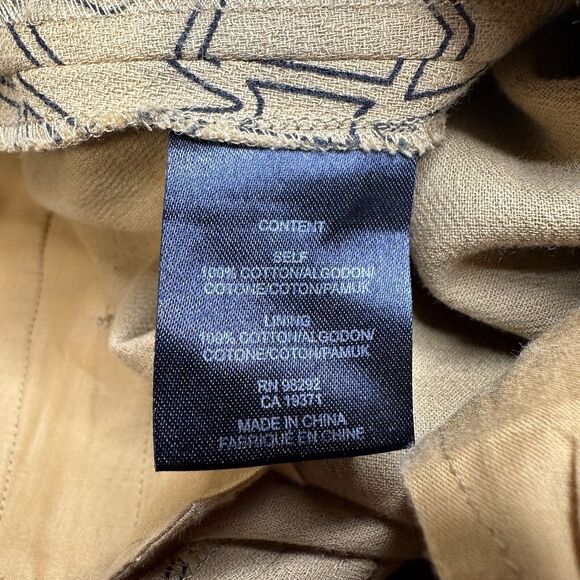 CONTENT
SELF
100% COTTON/ALGODON/
COTONE/COTON/PAMUK
LINING
100% COTTON/ALGODON/
COTONE/COTON/PAMUK
RN 98292
CA 19371
MADE IN CHINA
FABRIQUÉ EN CHINE